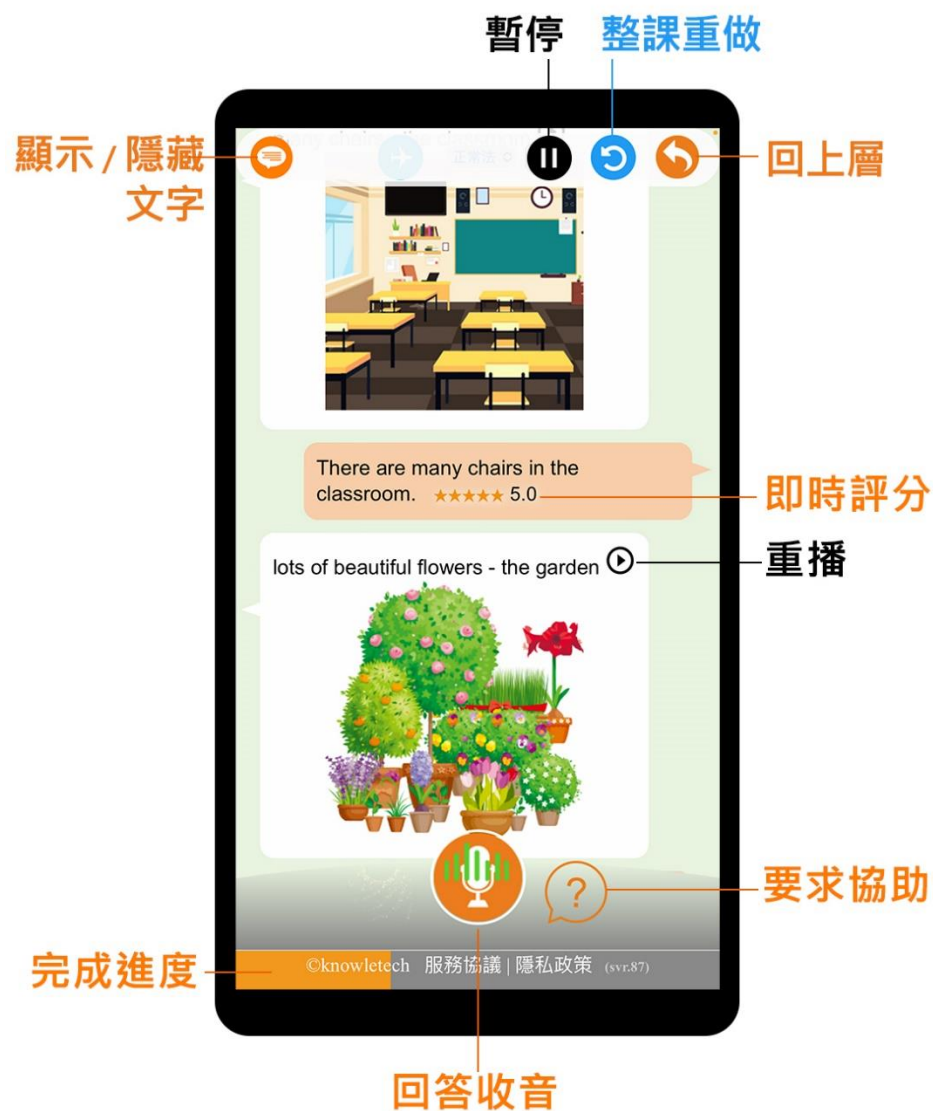 暫停
整課重做
顯示 / 隱藏
文字
回上層
正常法
There are many chairs in the
classroom. ★★★★★ 5.0
即時評分
lots of beautiful flowers - the garden
重播
?
要求協助
完成進度
©knowletech 服務協議 | 隱私政策 (svr.87)
回答收音